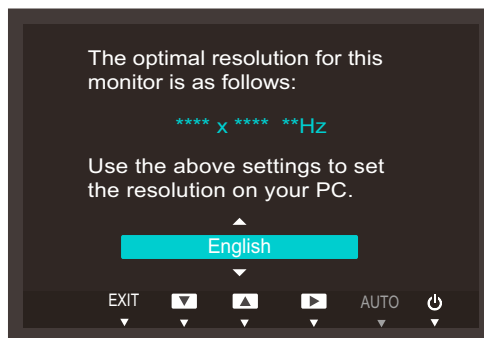 The optimal resolution for this
monitor is as follows:
**** x **** **Hz
Use the above settings to set
the resolution on your PC.
English
EXIT AUTO